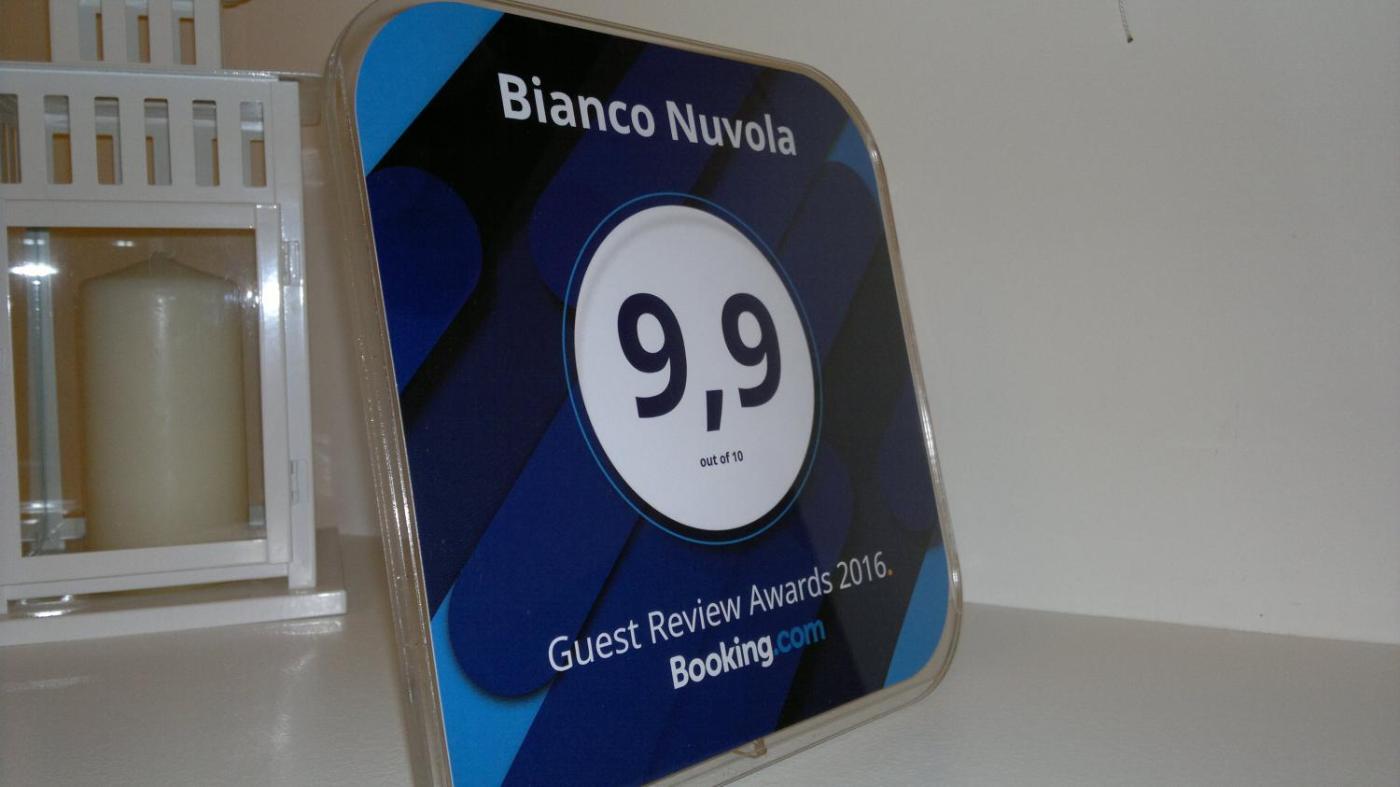 Bianco Nuvola
9,9
out of 10
Guest Review Awards 2016.
Booking.com